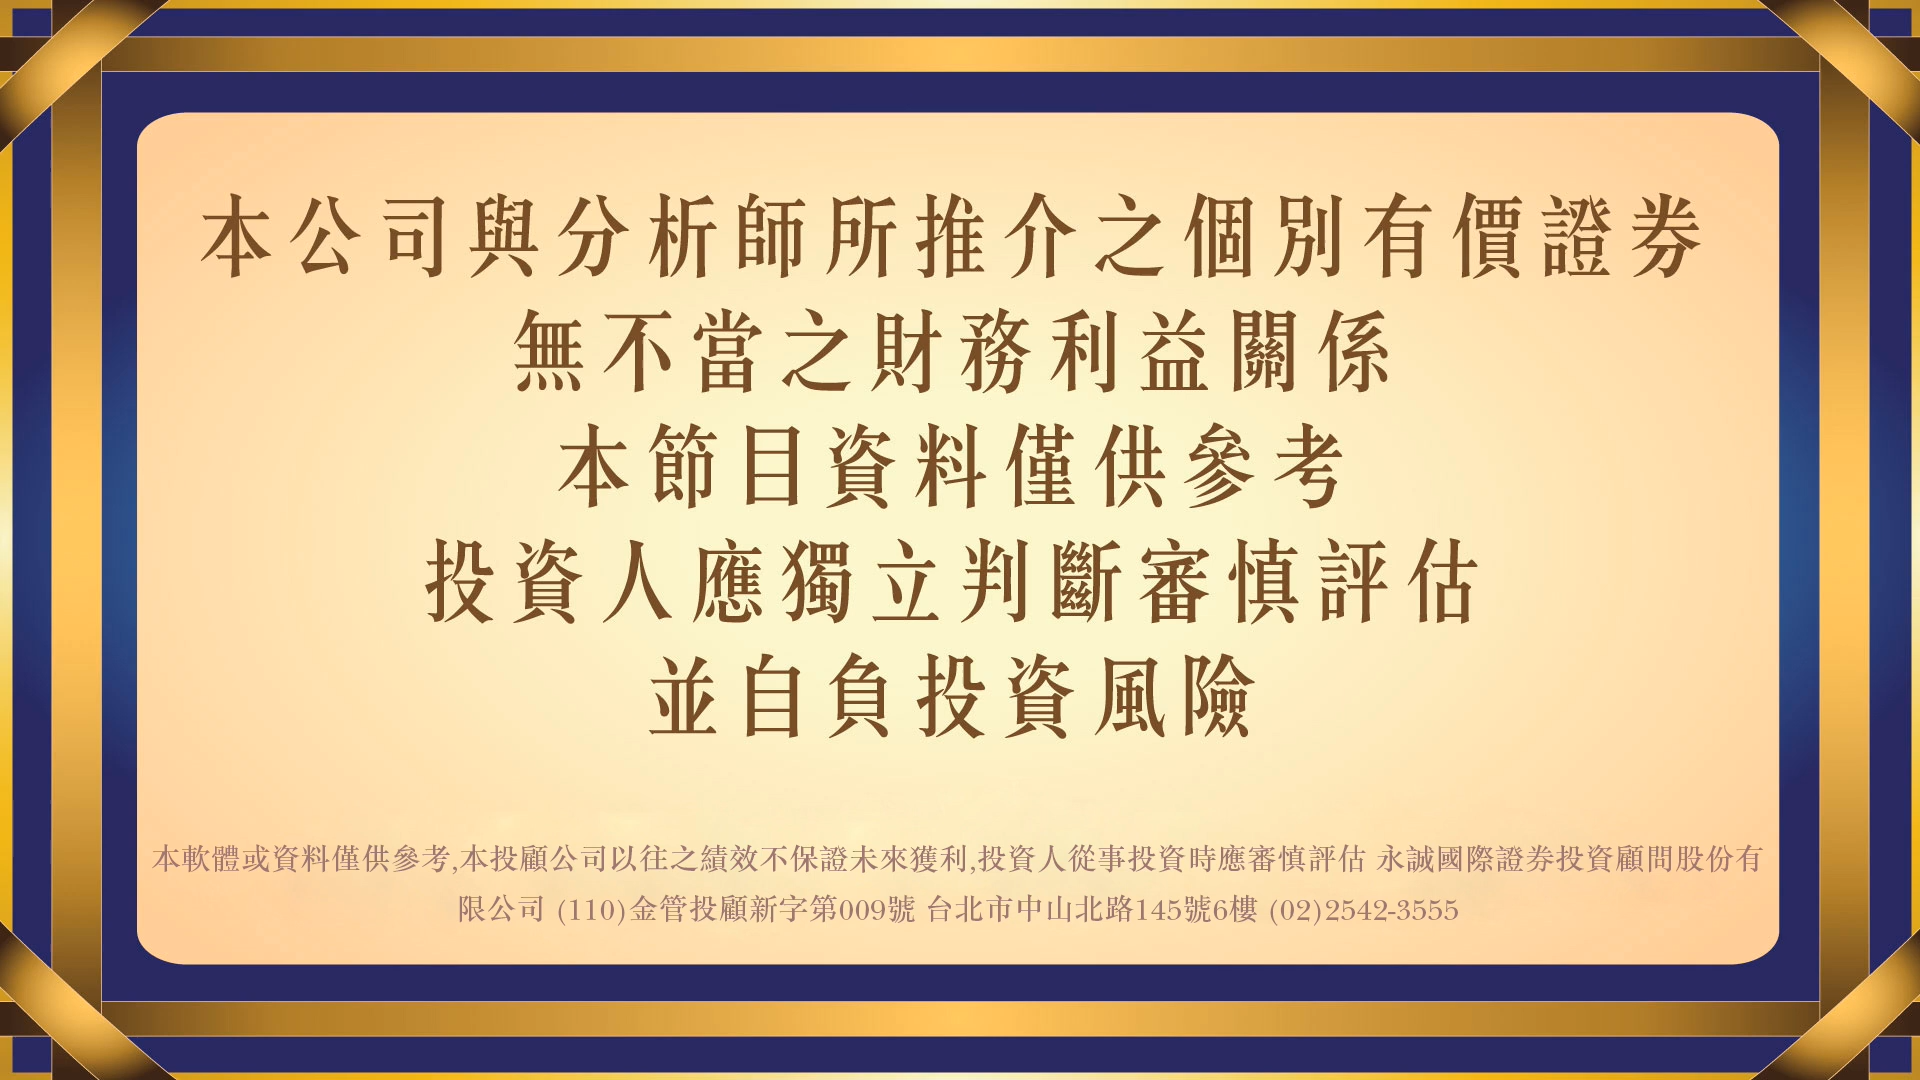 本公司與分析師所推介之個別有價證券
無不當之財務利益關係
本節目資料僅供參考
投資人應獨立判斷審慎評估
並自負投資風險
本軟體或資料僅供參考,本投顧公司以往之績效不保證未來獲利,投資人從事投資時應審慎評估 永誠國際證券投資顧問股份有
限公司 (110)金管投顧新字第009號 台北市中山北路145號6樓 (02)2542-3555